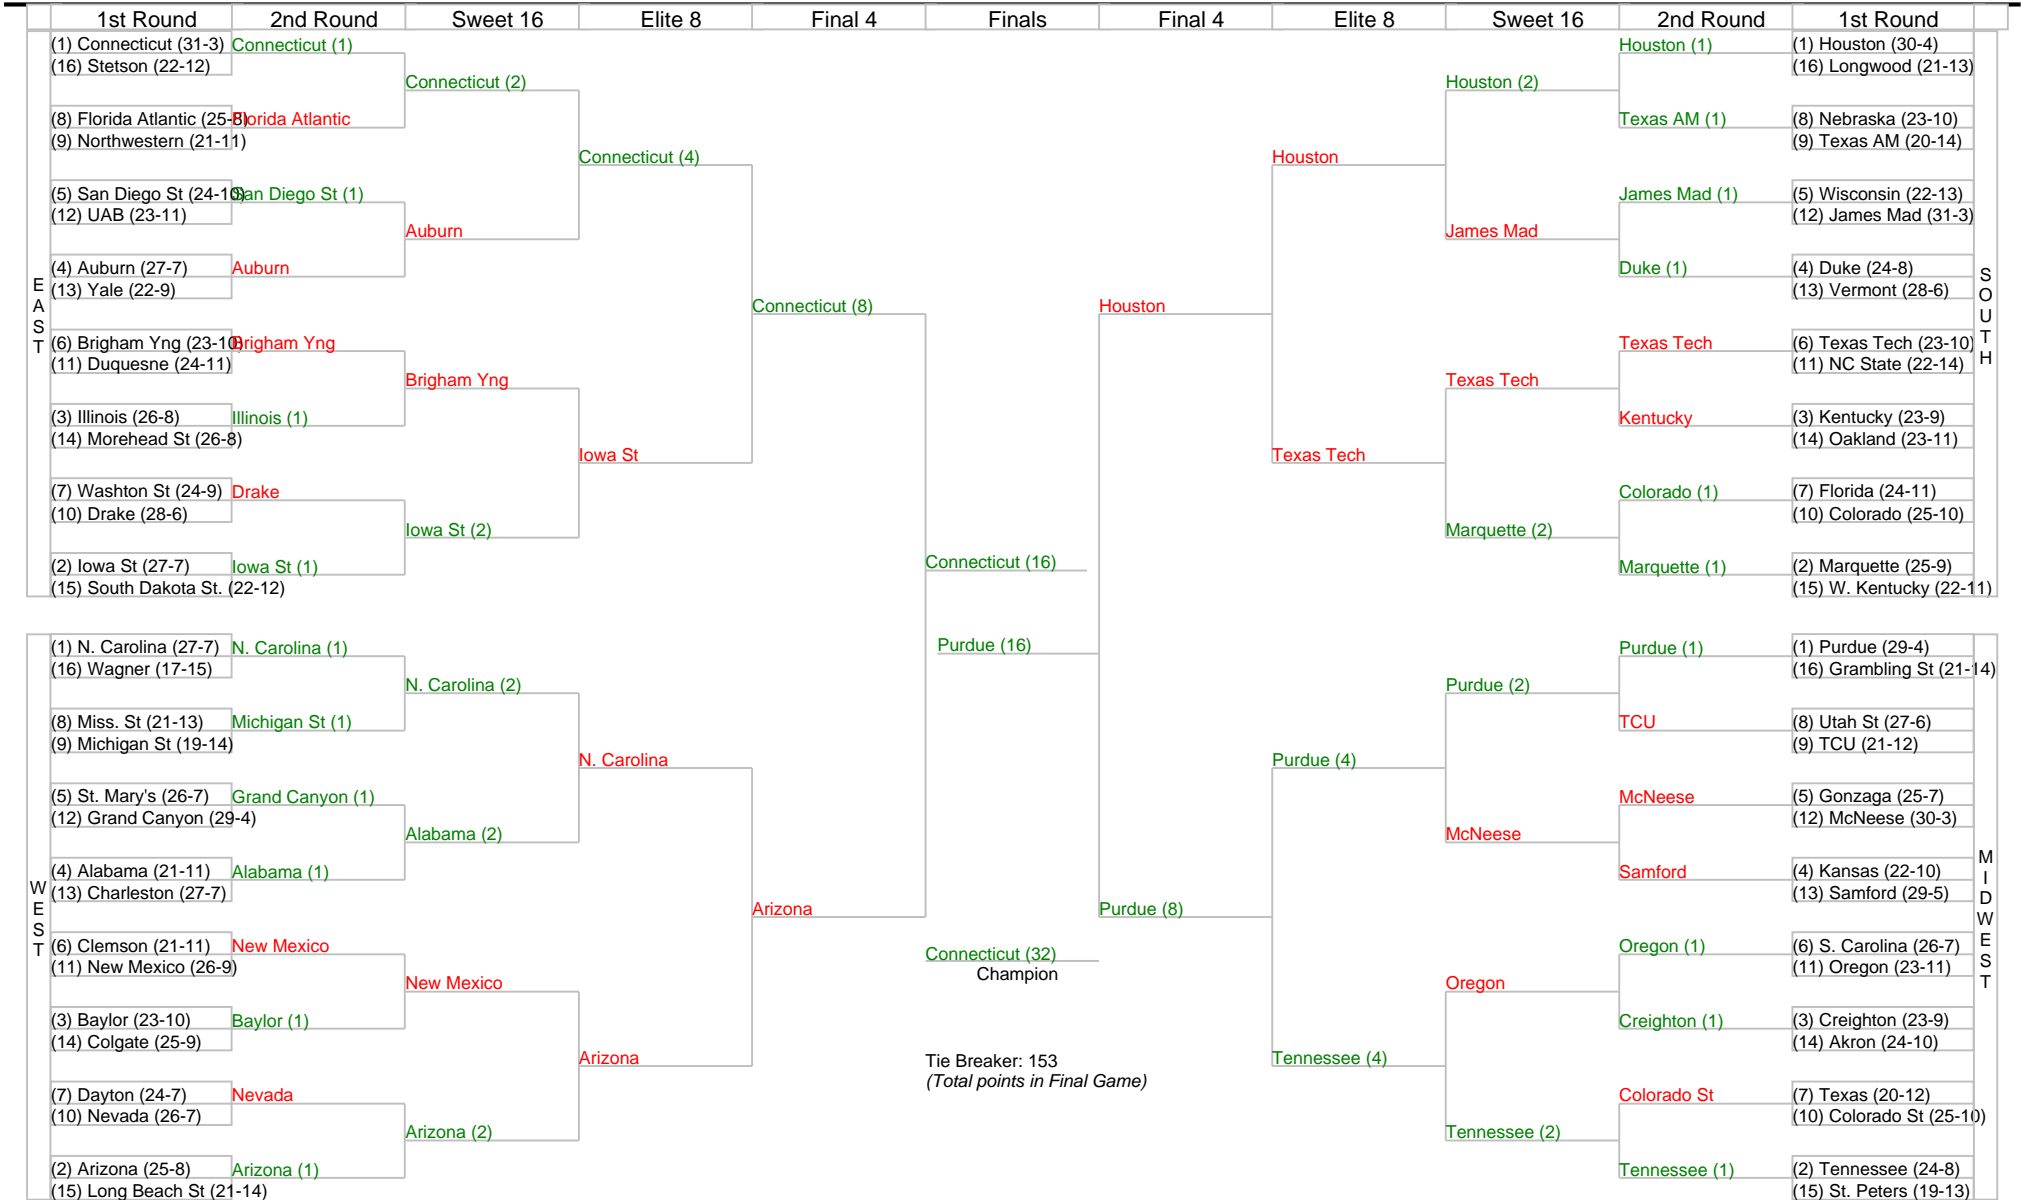 1st Round 2nd Round Sweet 16 Elite 8 Final 4 Finals Final 4 Elite 8 Sweet 16 2nd Round 1st Round
EAST
(1) Connecticut (31-3)
(16) Stetson (22-12)
(8) Florida Atlantic (25-8)
(9) Northwestern (21-11)
(5) San Diego St (24-10)
(12) UAB (23-11)
(4) Auburn (27-7)
(13) Yale (22-9)
(6) Brigham Yng (23-10)
(11) Duquesne (24-11)
(3) Illinois (26-8)
(14) Morehead St (26-8)
(7) Washton St (24-9)
(10) Drake (28-6)
(2) Iowa St (27-7)
(15) South Dakota St. (22-12)
Connecticut (1)
Florida Atlantic
San Diego St (1)
Auburn
Brigham Yng
Illinois (1)
Drake
Iowa St (1)
Connecticut (2)
Auburn
Brigham Yng
Iowa St (2)
Connecticut (4)
Iowa St
Connecticut (8)
WEST
(1) N. Carolina (27-7)
(16) Wagner (17-15)
(8) Miss. St (21-13)
(9) Michigan St (19-14)
(5) St. Mary's (26-7)
(12) Grand Canyon (29-4)
(4) Alabama (21-11)
(13) Charleston (27-7)
(6) Clemson (21-11)
(11) New Mexico (26-9)
(3) Baylor (23-10)
(14) Colgate (25-9)
(7) Dayton (24-7)
(10) Nevada (26-7)
(2) Arizona (25-8)
(15) Long Beach St (21-14)
N. Carolina (1)
Michigan St (1)
Grand Canyon (1)
Alabama (1)
New Mexico
Baylor (1)
Nevada
Arizona (1)
N. Carolina (2)
Alabama (2)
New Mexico
Arizona (2)
N. Carolina
Arizona
Arizona
Connecticut (16)
Purdue (16)
Connecticut (32)
Champion
Tie Breaker: 153
(Total points in Final Game)
Houston
Houston
Texas Tech
Houston (2)
James Mad
Texas Tech
Marquette (2)
Houston (1)
Texas AM (1)
James Mad (1)
Duke (1)
Texas Tech
Kentucky
Colorado (1)
Marquette (1)
(1) Houston (30-4)
(16) Longwood (21-13)
(8) Nebraska (23-10)
(9) Texas AM (20-14)
(5) Wisconsin (22-13)
(12) James Mad (31-3)
(4) Duke (24-8)
(13) Vermont (28-6)
(6) Texas Tech (23-10)
(11) NC State (22-14)
(3) Kentucky (23-9)
(14) Oakland (23-11)
(7) Florida (24-11)
(10) Colorado (25-10)
(2) Marquette (25-9)
(15) W. Kentucky (22-11)
SOUTH
Purdue (8)
Purdue (4)
Tennessee (4)
Purdue (2)
McNeese
Oregon
Tennessee (2)
Purdue (1)
TCU
McNeese
Samford
Oregon (1)
Creighton (1)
Colorado St
Tennessee (1)
(1) Purdue (29-4)
(16) Grambling St (21-14)
(8) Utah St (27-6)
(9) TCU (21-12)
(5) Gonzaga (25-7)
(12) McNeese (30-3)
(4) Kansas (22-10)
(13) Samford (29-5)
(6) S. Carolina (26-7)
(11) Oregon (23-11)
(3) Creighton (23-9)
(14) Akron (24-10)
(7) Texas (20-12)
(10) Colorado St (25-10)
(2) Tennessee (24-8)
(15) St. Peters (19-13)
MIDWEST